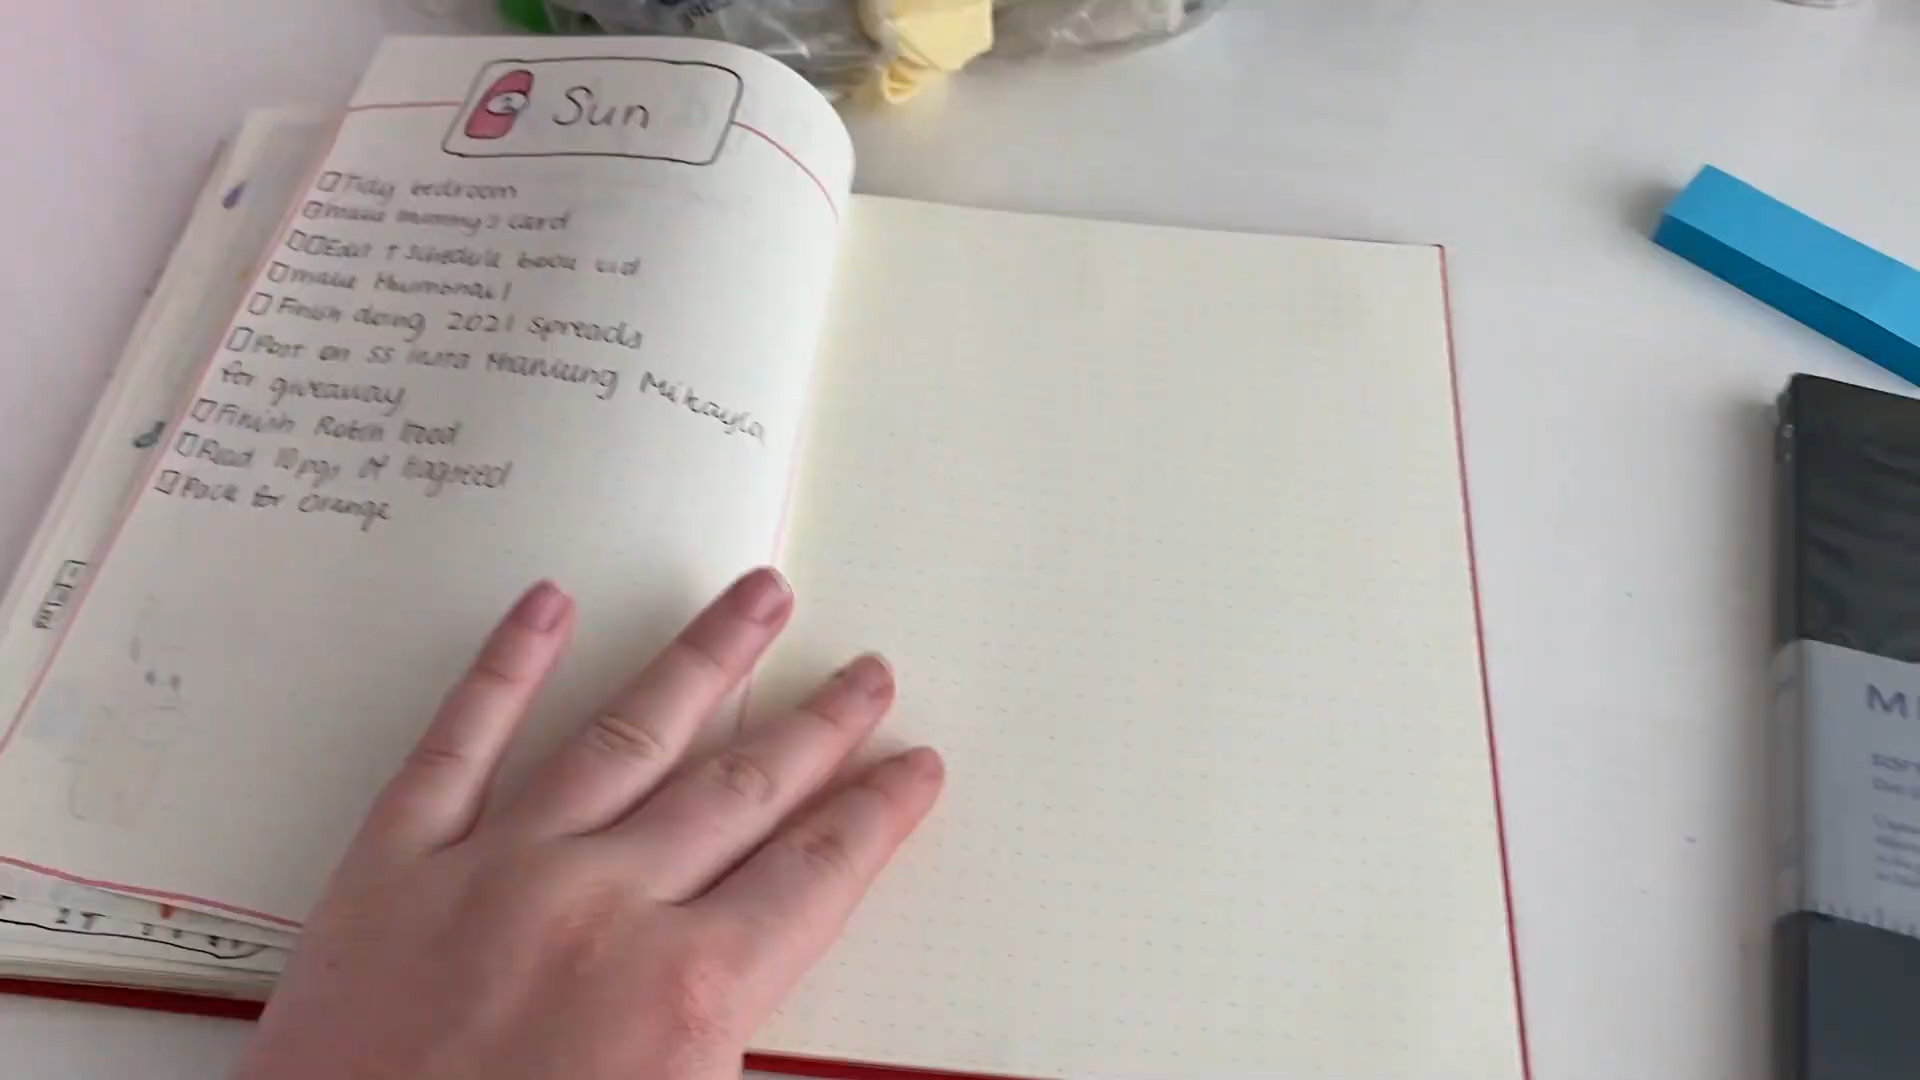 Sun
Tidy bedroom
make mummy's card
Edit + schedule book vid
make thumbnail
Finish doing 2021 spreads
Post on SS insta thanking Mikayla
for giveaway
Finish Robin Hood
Read 10 pgs of
Pack for Orange